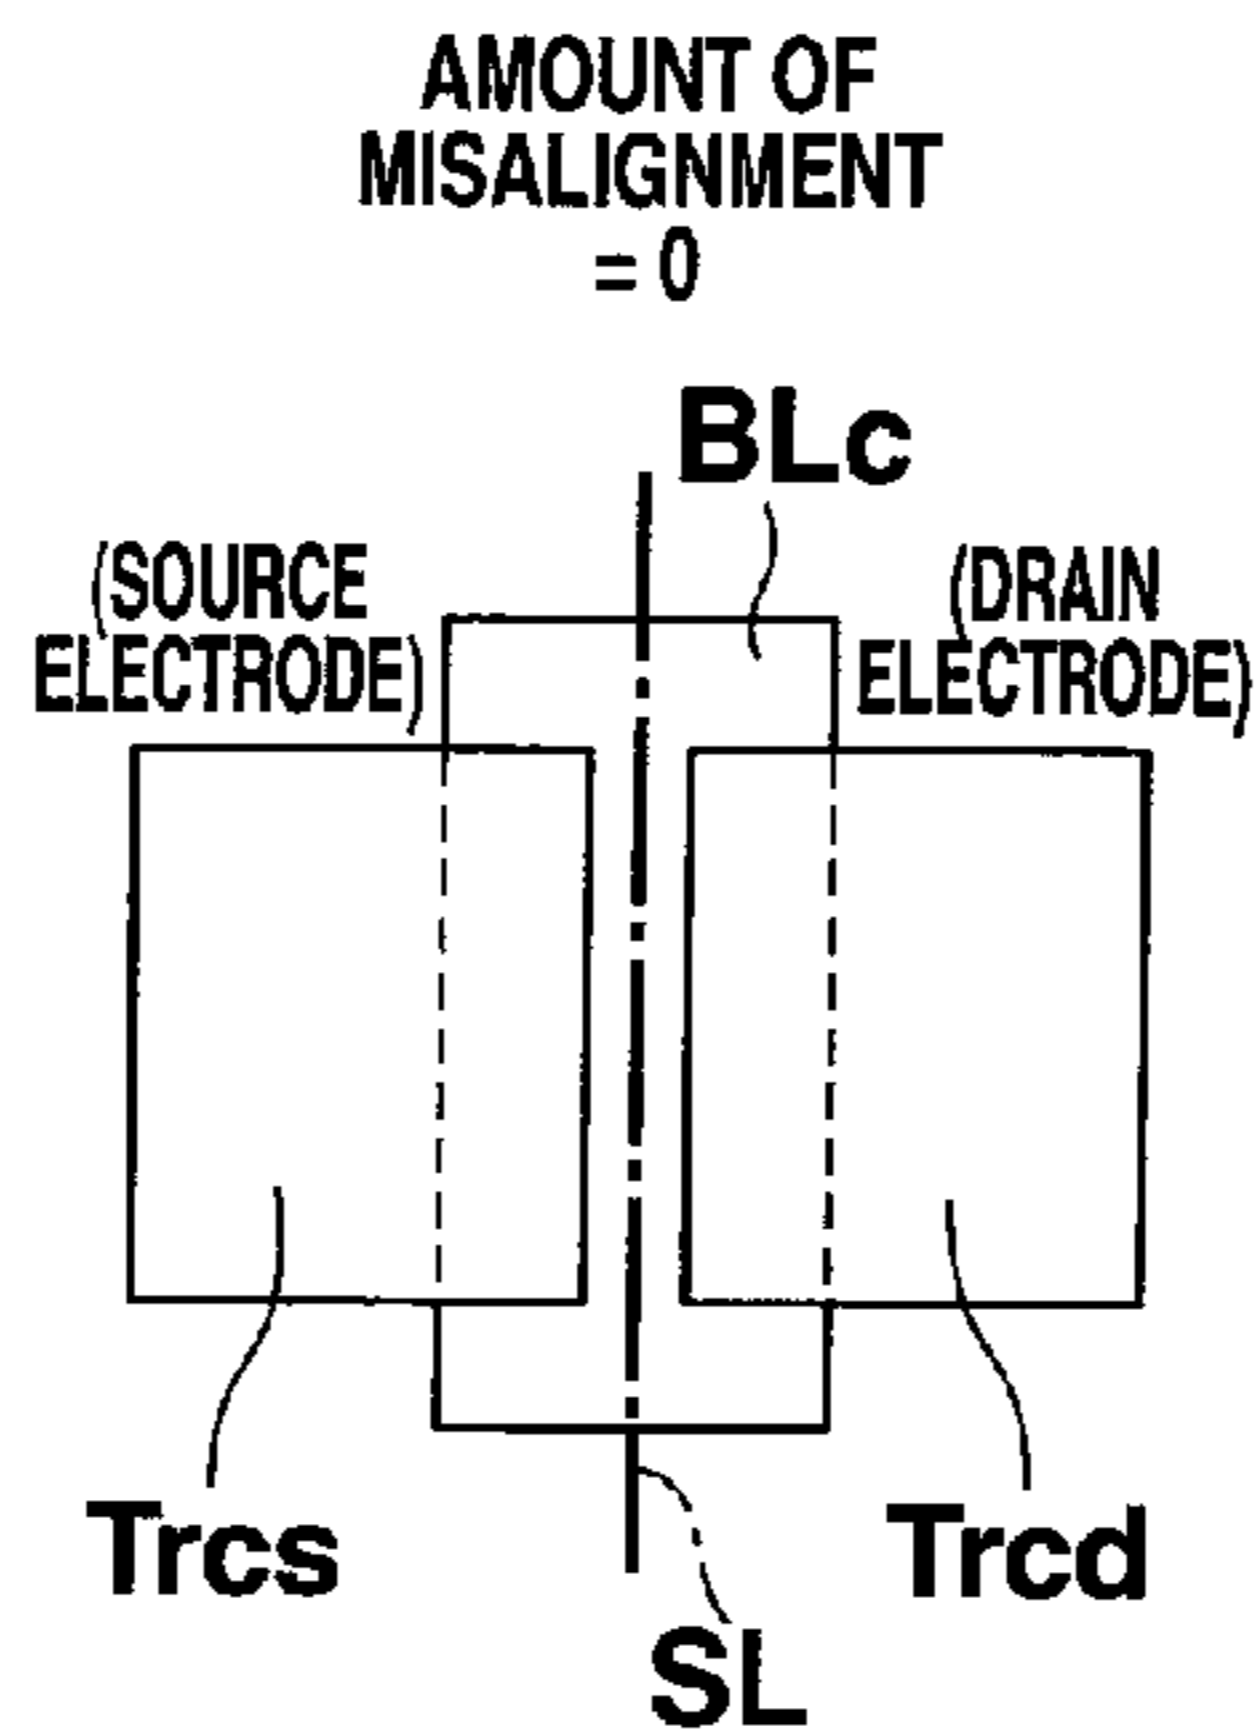 AMOUNT OF
MISALIGNMENT
= 0
BLc
(SOURCE
ELECTRODE)
(DRAIN
ELECTRODE)
Trcs
Trcd
SL